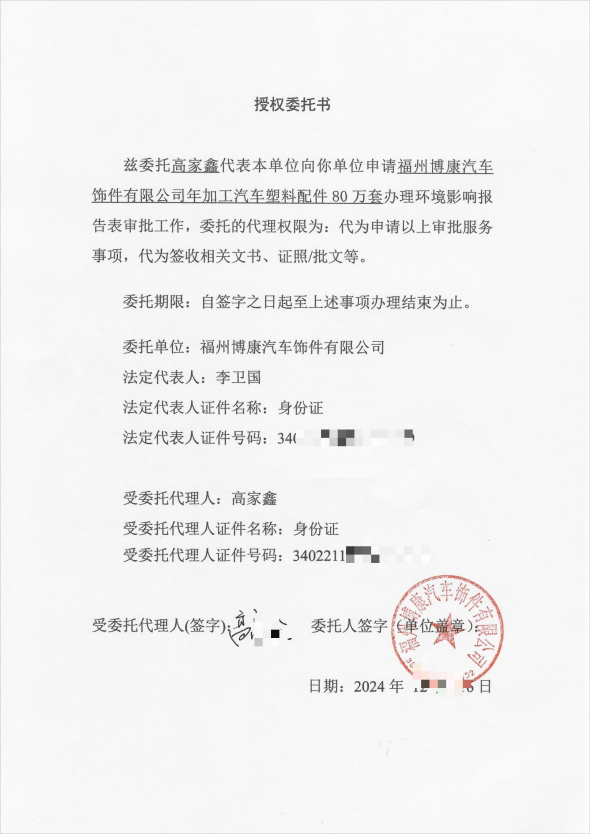 授权委托书
兹委托高家鑫代表本单位向你单位申请福州博康汽车
饰件有限公司年加工汽车塑料配件 80 万套办理环境影响报
告表审批工作，委托的代理权限为：代为申请以上审批服务
事项，代为签收相关文书、证照/批文等。
委托期限：自签字之日起至上述事项办理结束为止。
委托单位：福州博康汽车饰件有限公司
法定代表人：李卫国
法定代表人证件名称：身份证
法定代表人证件号码：340
受委托代理人：高家鑫
受委托代理人证件名称：身份证
受委托代理人证件号码：3402211
受委托代理人(签字): 高 委托人签字（单位盖章）:
福州博康汽车饰件有限公司
日期：2024 年 12 6 日